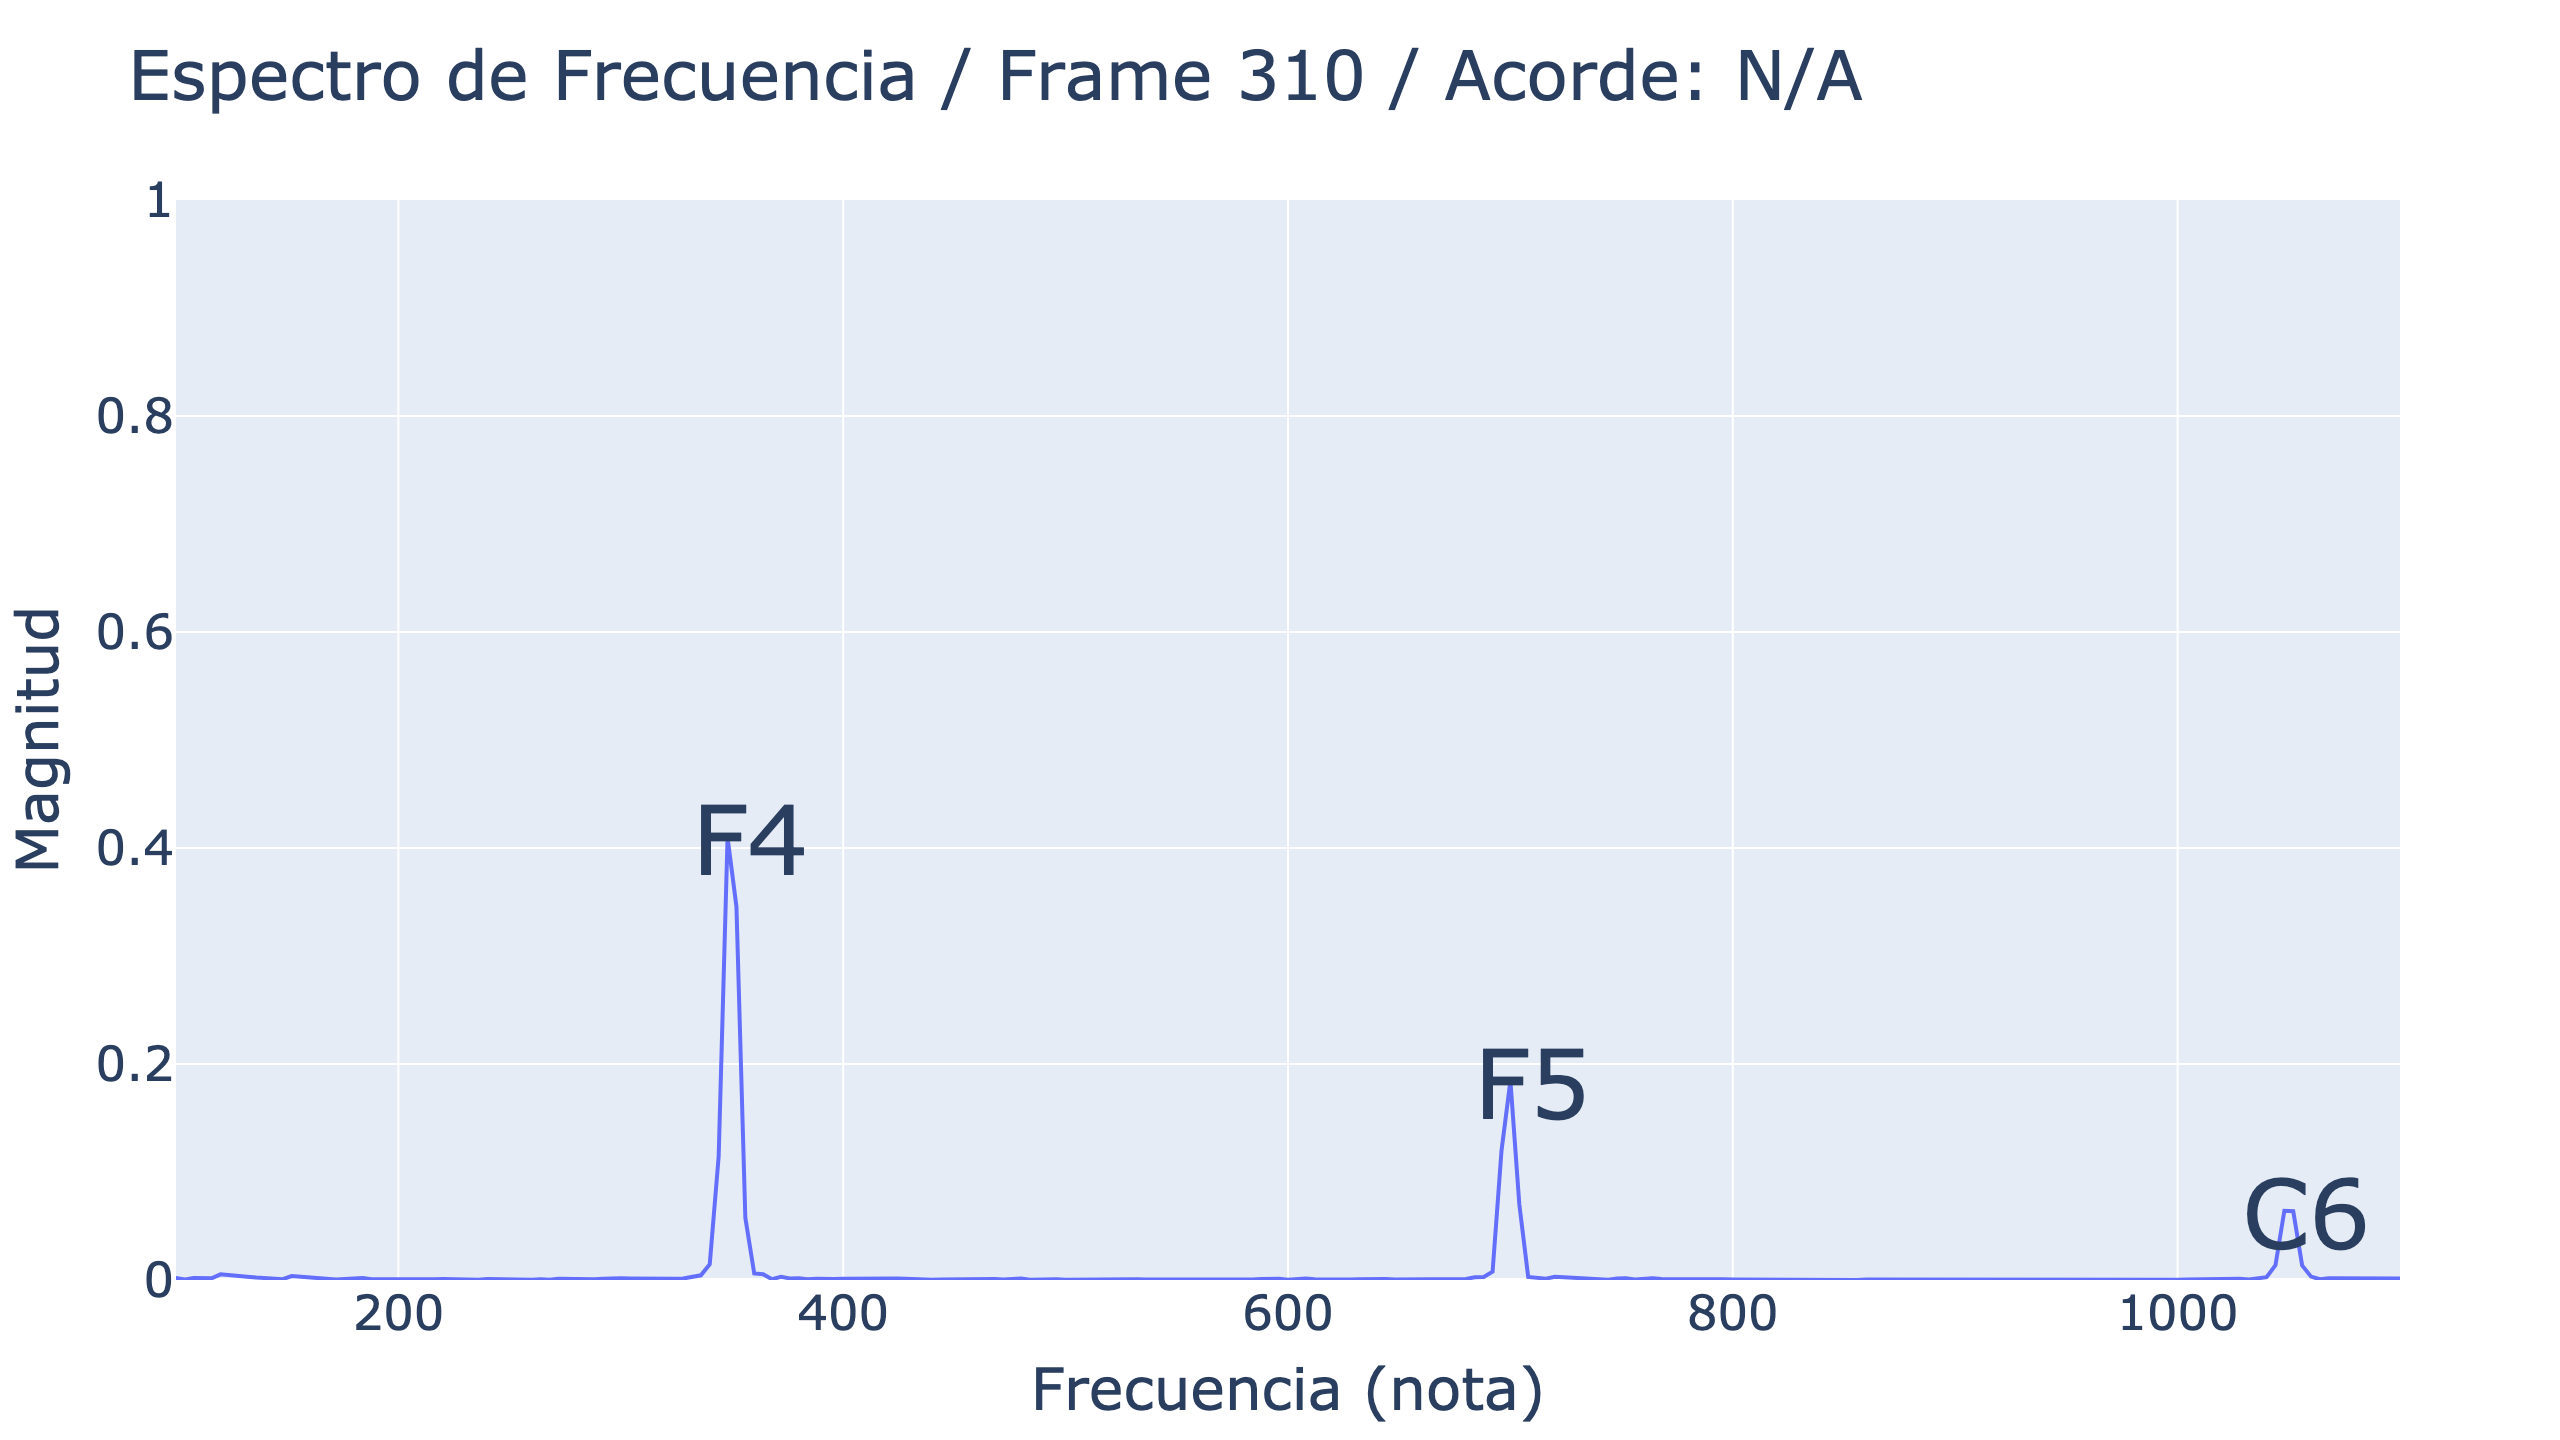 Espectro de Frecuencia / Frame 310 / Acorde: N/A
1
0.8
0.6
0.4
0.2
0
Magnitud
F4
F5
C6
200 400 600 800 1000
Frecuencia (nota)